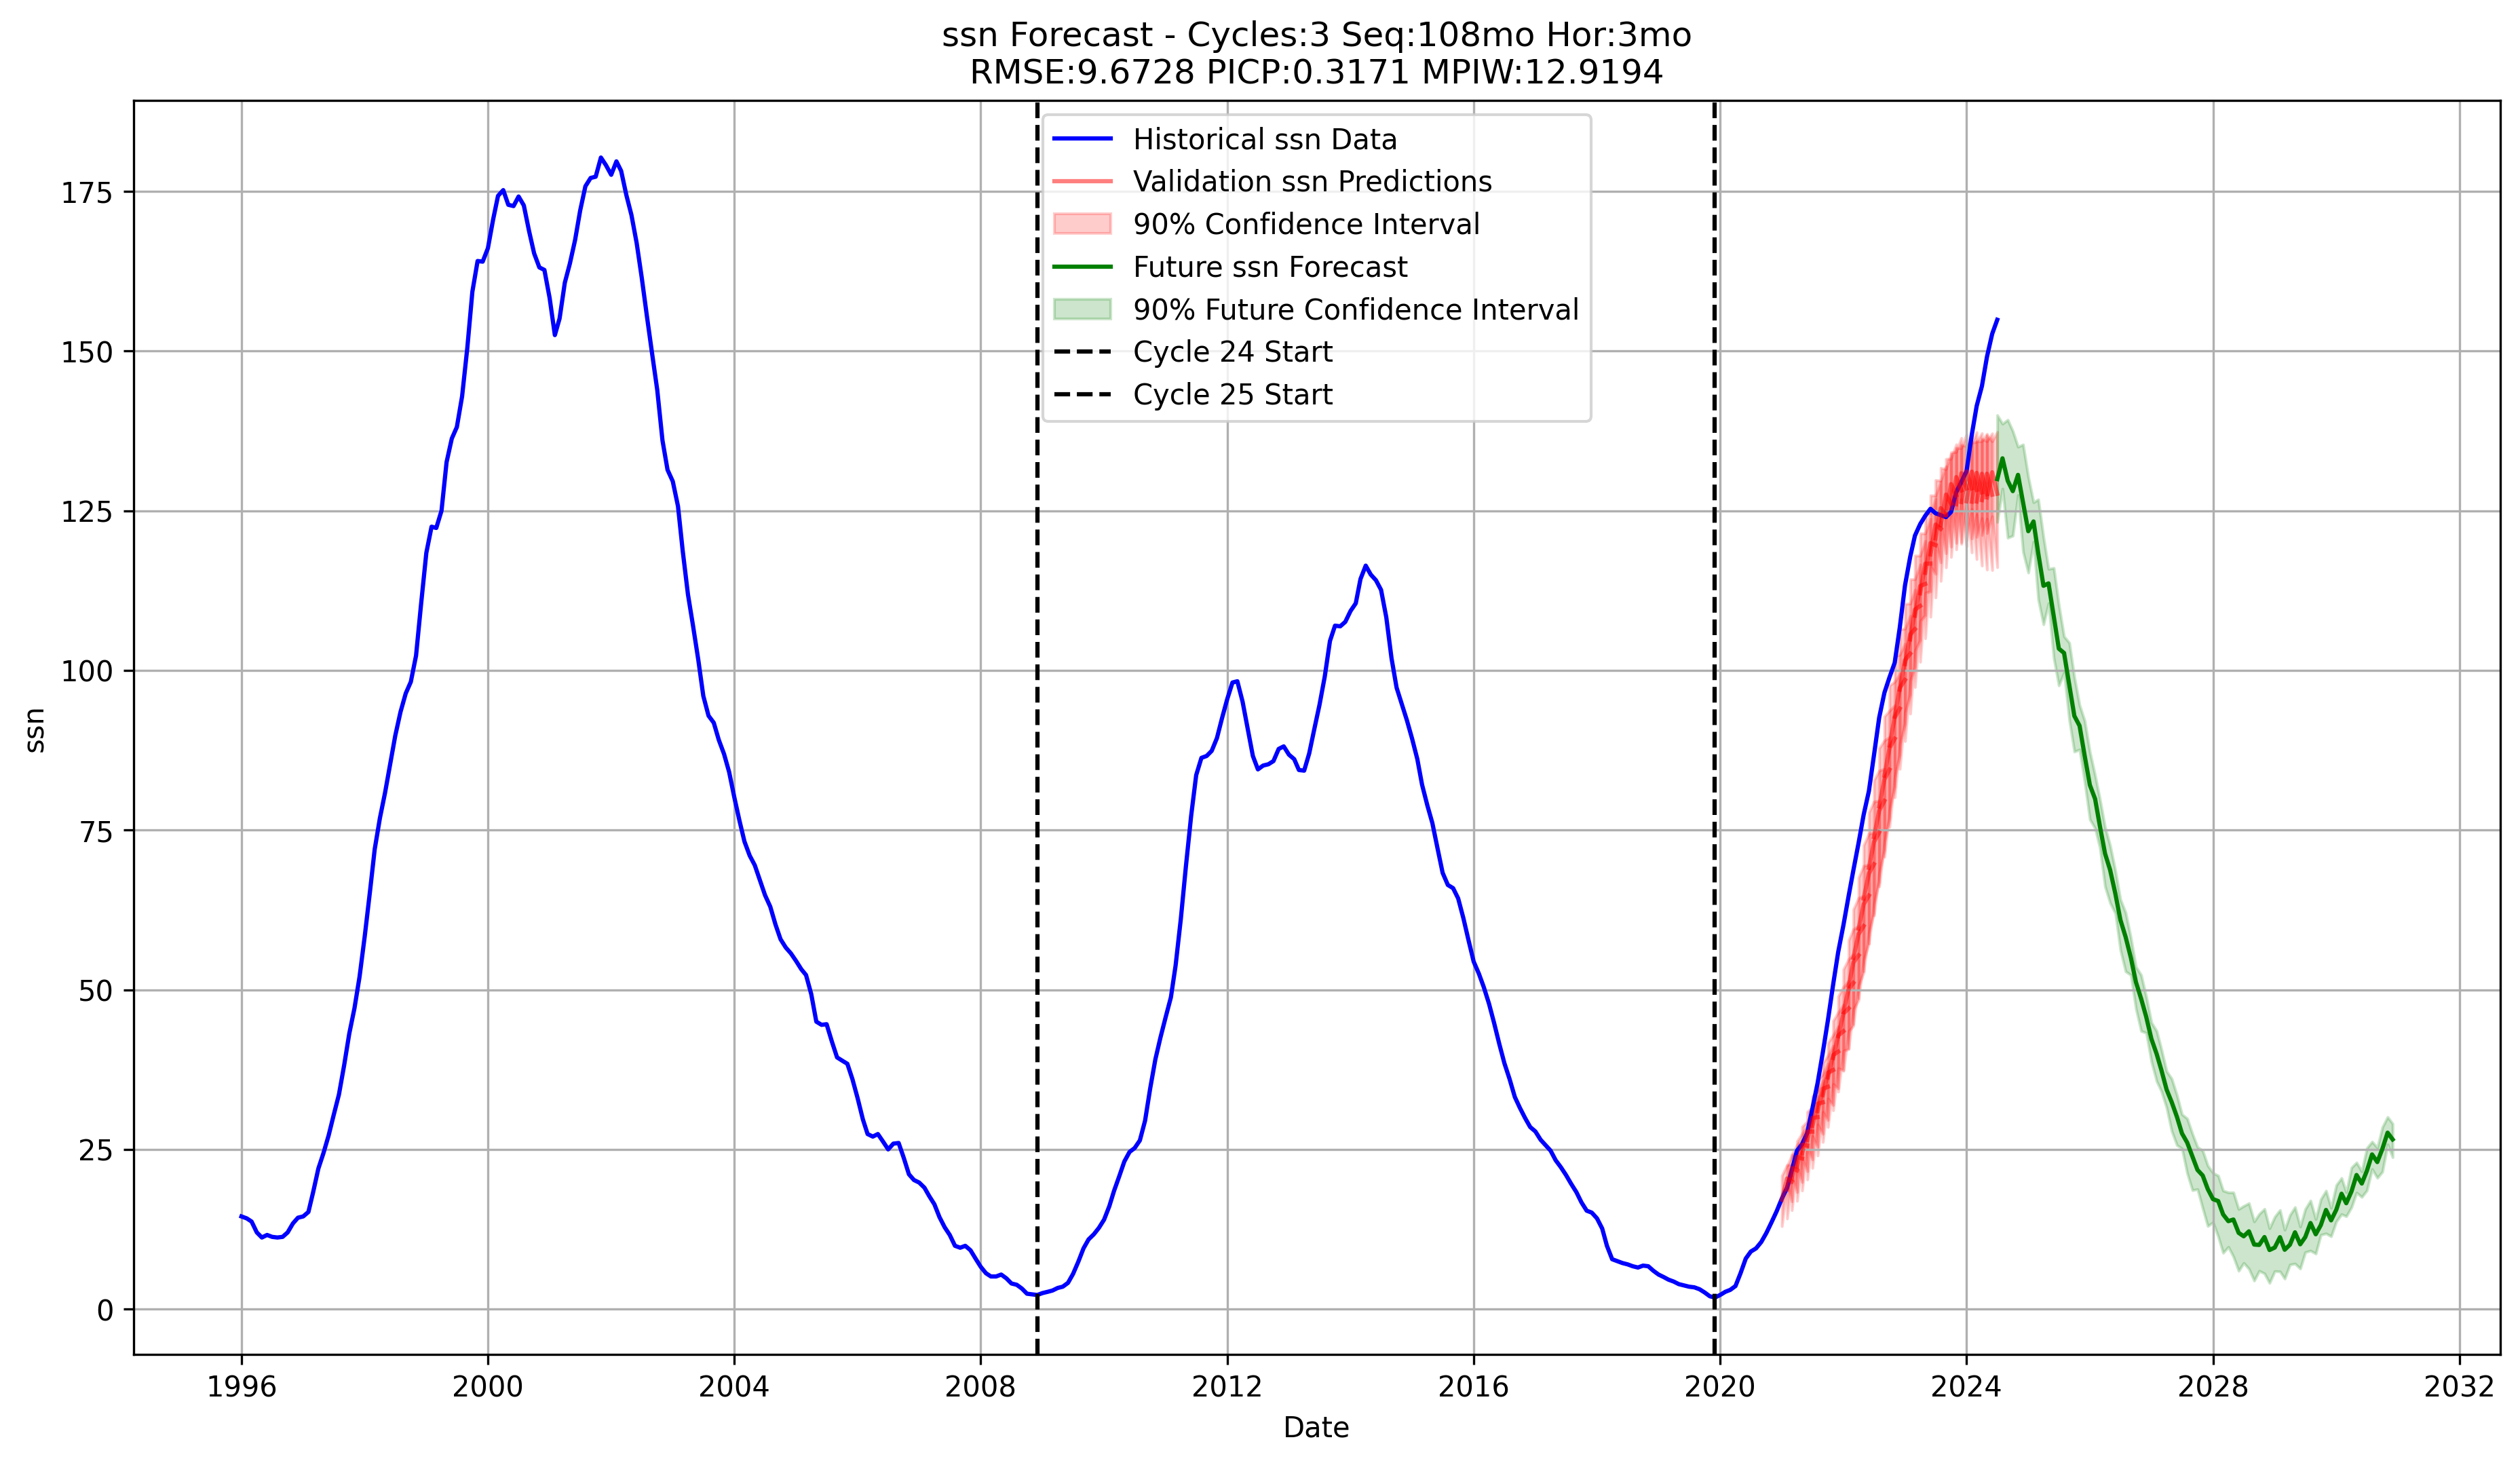 ssn Forecast - Cycles:3 Seq:108mo Hor:3mo
RMSE:9.6728 PICP:0.3171 MPIW:12.9194
Historical ssn Data
Validation ssn Predictions
90% Confidence Interval
Future ssn Forecast
90% Future Confidence Interval
Cycle 24 Start
Cycle 25 Start
175
150
125
100
75
50
25
0
ssn
1996 2000 2004 2008 2012 2016 2020 2024 2028 2032
Date